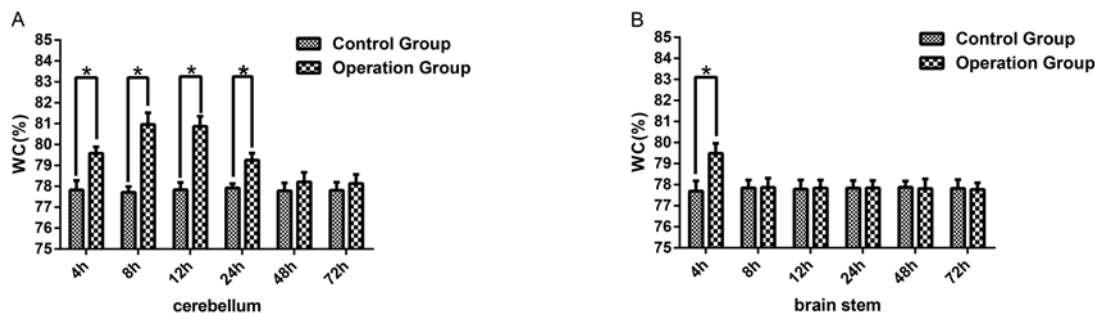 A
85
84
83
82
81
80
79
78
77
76
75
WC(%)
Control Group
Operation Group
*
*
*
*
4h
8h
12h
24h
48h
72h
cerebellum
B
85
84
83
82
81
80
79
78
77
76
75
WC(%)
Control Group
Operation Group
*
4h
8h
12h
24h
48h
72h
brain stem